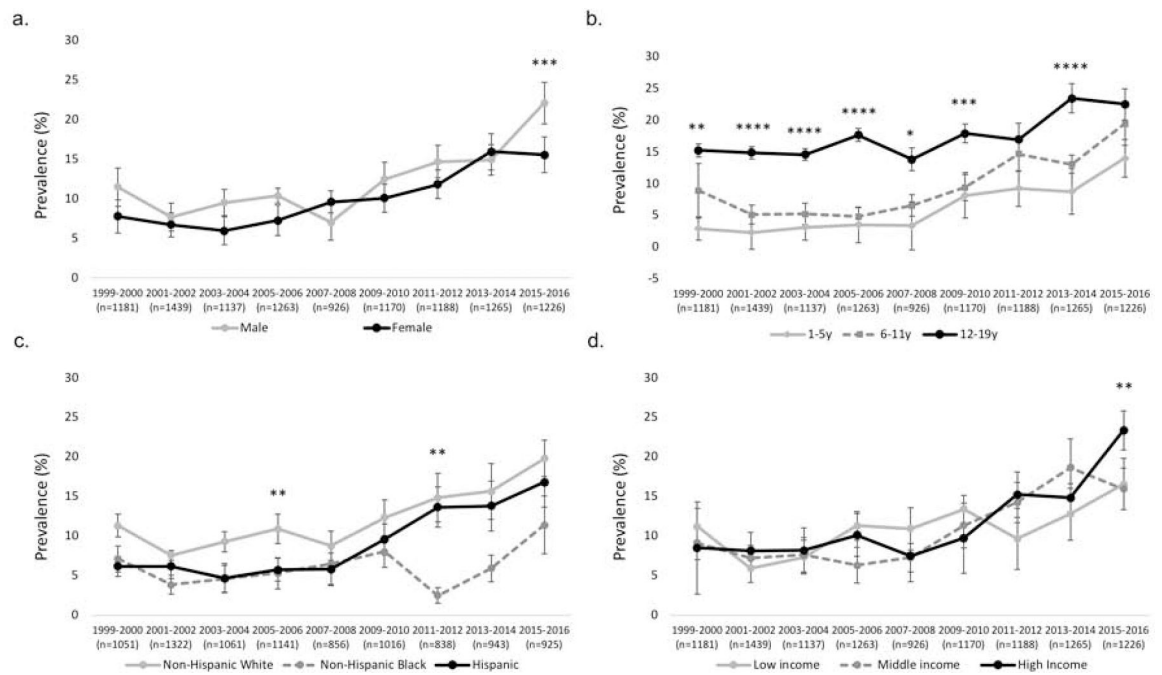 a.
***
30
25
20
15
10
5
0
Prevalence (%)
1999-2000 2001-2002 2003-2004 2005-2006 2007-2008 2009-2010 2011-2012 2013-2014 2015-2016
(n=1181) (n=1439) (n=1137) (n=1263) (n=926) (n=1170) (n=1188) (n=1265) (n=1226)
Male Female
b.
** **** **** **** * *** ****
30
25
20
15
10
5
0
-5
Prevalence (%)
1999-2000 2001-2002 2003-2004 2005-2006 2007-2008 2009-2010 2011-2012 2013-2014 2015-2016
(n=1181) (n=1439) (n=1137) (n=1263) (n=926) (n=1170) (n=1188) (n=1265) (n=1226)
1-5y 6-11y 12-19y
c.
** **
30
25
20
15
10
5
0
Prevalence (%)
1999-2000 2001-2002 2003-2004 2005-2006 2007-2008 2009-2010 2011-2012 2013-2014 2015-2016
(n=1051) (n=1322) (n=1061) (n=1141) (n=856) (n=1016) (n=838) (n=943) (n=925)
Non-Hispanic White Non-Hispanic Black Hispanic
d.
**
30
25
20
15
10
5
0
Prevalence (%)
1999-2000 2001-2002 2003-2004 2005-2006 2007-2008 2009-2010 2011-2012 2013-2014 2015-2016
(n=1181) (n=1439) (n=1137) (n=1263) (n=926) (n=1170) (n=1188) (n=1265) (n=1226)
Low income Middle income High Income